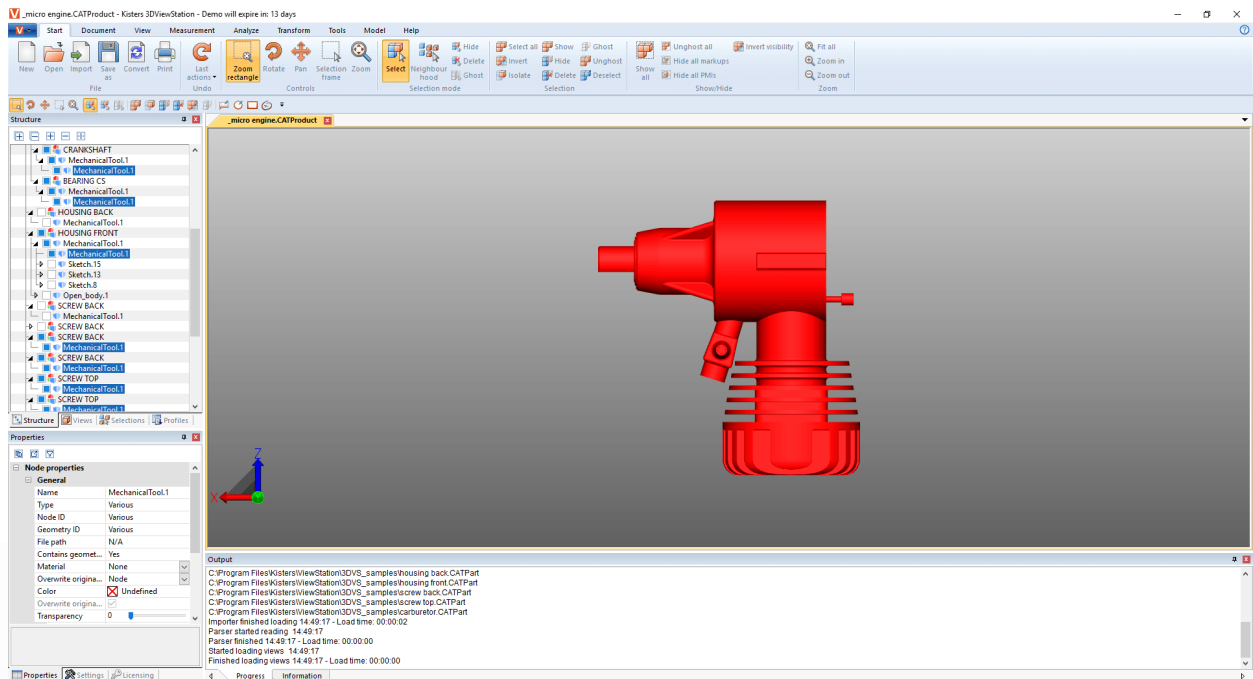 _micro engine.CATProduct - Kisters 3DViewStation - Demo will expire in: 13 days
Start Document View Measurement Analyze Transform Tools Model Help
New Open Import Save as Convert Print
File
Last actions
Undo
Zoom rectangle Rotate Pan Selection frame Zoom
Controls
Select Neighbour hood Hide Delete Ghost
Selection mode
Select all Show Ghost
Invert Hide Unghost
Isolate Delete Deselect
Selection
Show all
Unghost all Invert visibility
Hide all markups
Hide all PMIs
Show/Hide
Fit all
Zoom in
Zoom out
Zoom
Structure
CRANKSHAFT
MechanicalTool.1
MechanicalTool.1
BEARING CS
MechanicalTool.1
MechanicalTool.1
HOUSING BACK
MechanicalTool.1
HOUSING FRONT
MechanicalTool.1
MechanicalTool.1
Sketch.15
Sketch.13
Sketch.8
Open_body.1
SCREW BACK
MechanicalTool.1
SCREW BACK
SCREW BACK
MechanicalTool.1
SCREW BACK
MechanicalTool.1
SCREW TOP
MechanicalTool.1
SCREW TOP
MechanicalTool.1
Structure Views Selections Profiles
Properties
Node properties
General
Name MechanicalTool.1
Type Various
Node ID Various
Geometry ID Various
File path N/A
Contains geomet... Yes
Material None
Overwrite origina... Node
Color Undefined
Overwrite origina...
Transparency 0
Properties Settings Licensing
_micro engine.CATProduct
Z
X
Output
C:\Program Files\Kisters\ViewStation\3DVS_samples\housing back.CATPart
C:\Program Files\Kisters\ViewStation\3DVS_samples\housing front.CATPart
C:\Program Files\Kisters\ViewStation\3DVS_samples\screw back.CATPart
C:\Program Files\Kisters\ViewStation\3DVS_samples\screw top.CATPart
C:\Program Files\Kisters\ViewStation\3DVS_samples\carburetor.CATPart
Importer finished loading 14:49:17 - Load time: 00:00:02
Parser started reading 14:49:17
Parser finished 14:49:17 - Load time: 00:00:00
Started loading views 14:49:17
Finished loading views 14:49:17 - Load time: 00:00:00
Progress Information